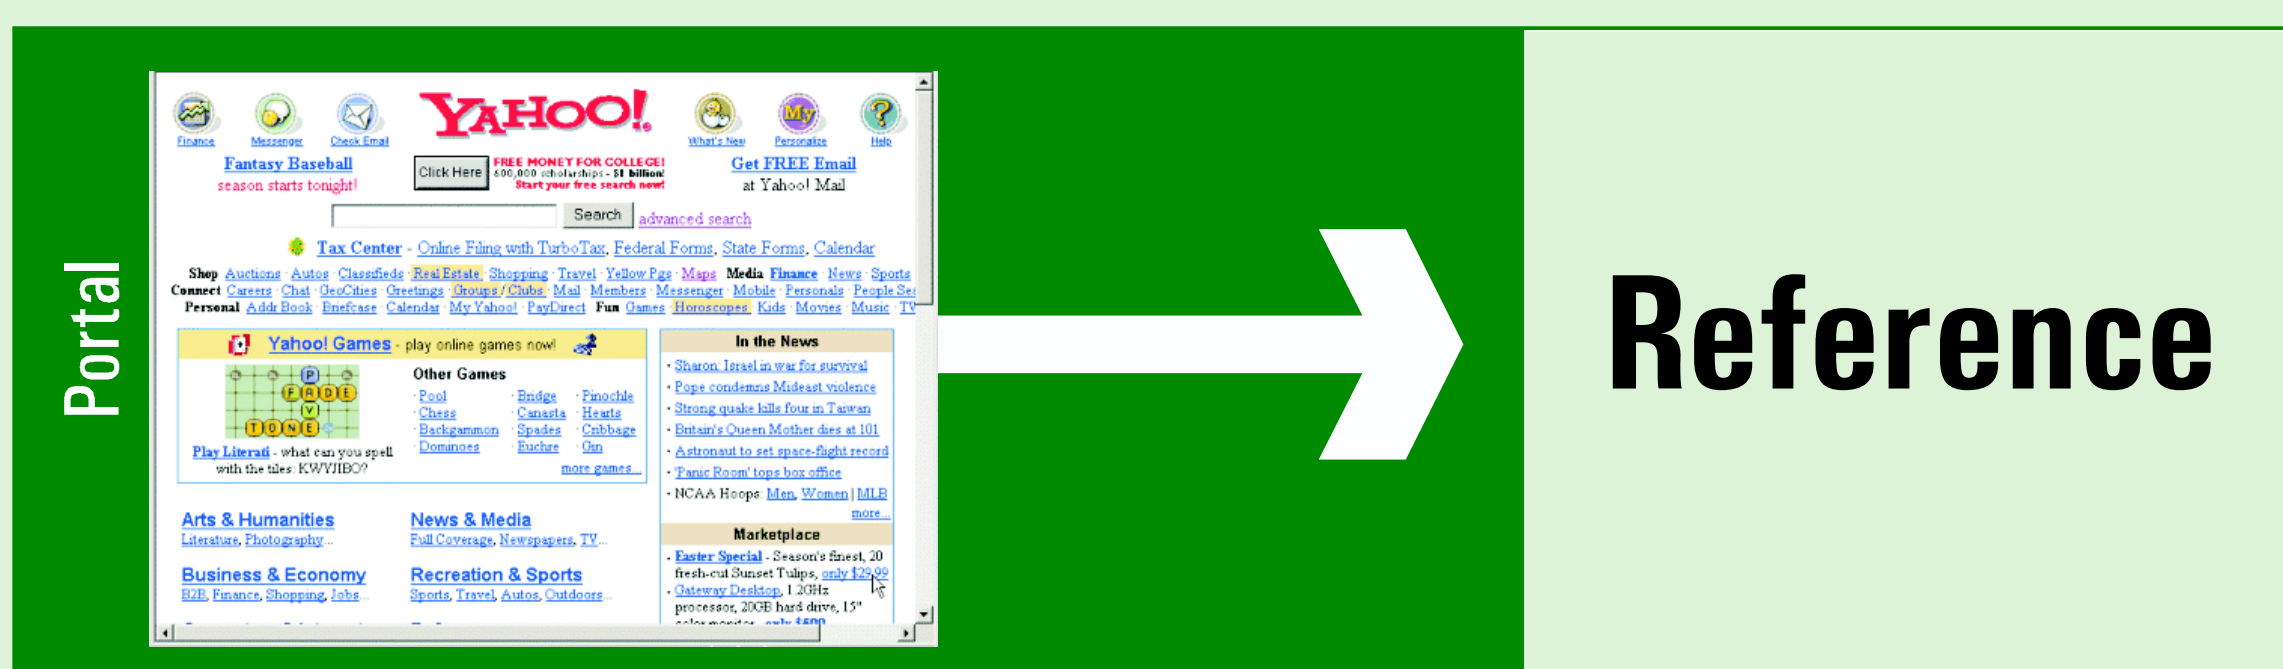 Portal
YAHOO!
Finance Messenger Check Email What's New Personalize Help
My
Fantasy Baseball
season starts tonight!
Click Here
FREE MONEY FOR COLLEGE!
600,000 scholarships - $1 billion!
Start your free search now!
Get FREE Email
at Yahoo! Mail
Search advanced search
Tax Center - Online Filing with TurboTax, Federal Forms, State Forms, Calendar
Shop Auctions · Autos · Classifieds · Real Estate · Shopping · Travel · Yellow Pgs · Maps Media Finance · News · Sports
Connect Careers · Chat · GeoCities · Greetings · Groups / Clubs · Mail · Members · Messenger · Mobile · Personals · People
Personal Addr Book · Briefcase · Calendar · My Yahoo! · PayDirect Fun Games · Horoscopes · Kids · Movies · Music · TV
Yahoo! Games - play online games now!
P
FADE
V
TONE
Play Literati - what can you spell
with the tiles: KWYJIBO?
Other Games
· Pool · Bridge · Pinochle
· Chess · Canasta · Hearts
· Backgammon · Spades · Cribbage
· Dominoes · Euchre · Gin
more games...
In the News
· Sharon: Israel in war for survival
· Pope condemns Mideast violence
· Strong quake kills four in Taiwan
· Britain's Queen Mother dies at 101
· Astronaut to set space-flight record
· 'Panic Room' tops box office
· NCAA Hoops: Men, Women | MLB
more...
Marketplace
· Easter Special - Season's finest, 20
fresh-cut Sunset Tulips, only $29.99
· Gateway Desktop, 1.2GHz
processor, 20GB hard drive, 15"
color monitor
Arts & Humanities
Literature, Photography...
News & Media
Full Coverage, Newspapers, TV...
Business & Economy
B2B, Finance, Shopping, Jobs...
Recreation & Sports
Sports, Travel, Autos, Outdoors...
Reference